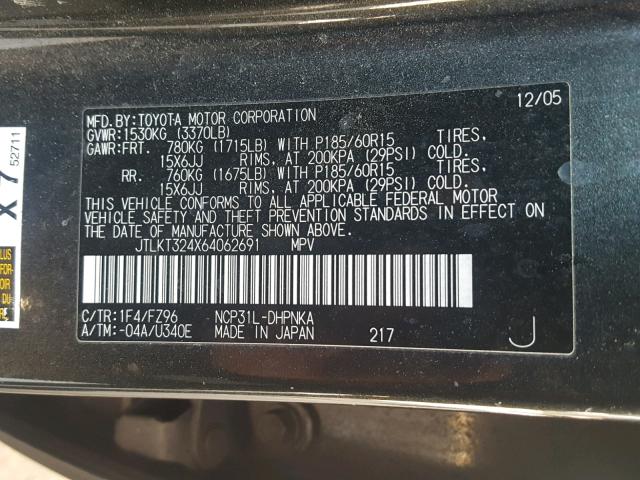 12/05
MFD. BY: TOYOTA MOTOR CORPORATION
GVWR: 1530KG (3370LB)
GAWR: FRT. 780KG (1715LB) WITH P185/60R15 TIRES,
15X6JJ RIMS, AT 200KPA (29PSI) COLD.
RR. 760KG (1675LB) WITH P185/60R15 TIRES,
15X6JJ RIMS, AT 200KPA (29PSI) COLD.
THIS VEHICLE CONFORMS TO ALL APPLICABLE FEDERAL MOTOR
VEHICLE SAFETY AND THEFT PREVENTION STANDARDS IN EFFECT ON
THE DATE OF MANUFACTURE SHOWN ABOVE.
JTLKT324X64062691 MPV
C/TR: 1F4/FZ96 NCP31L-DHPNKA
A/TM: -04A/U340E MADE IN JAPAN 217 J
X 7
52711